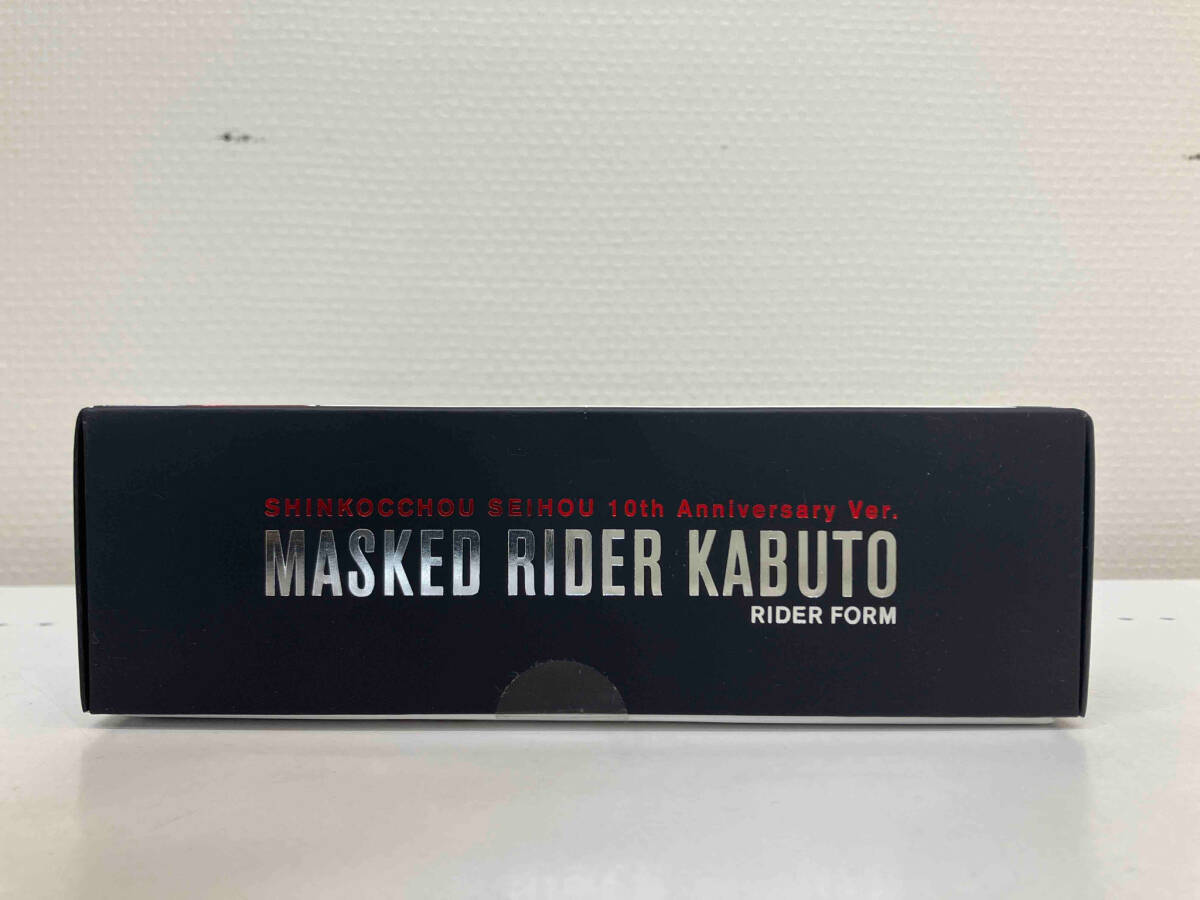 SHINKOCCHOU SEIHOU 10th Anniversary Ver.
MASKED RIDER KABUTO
RIDER FORM